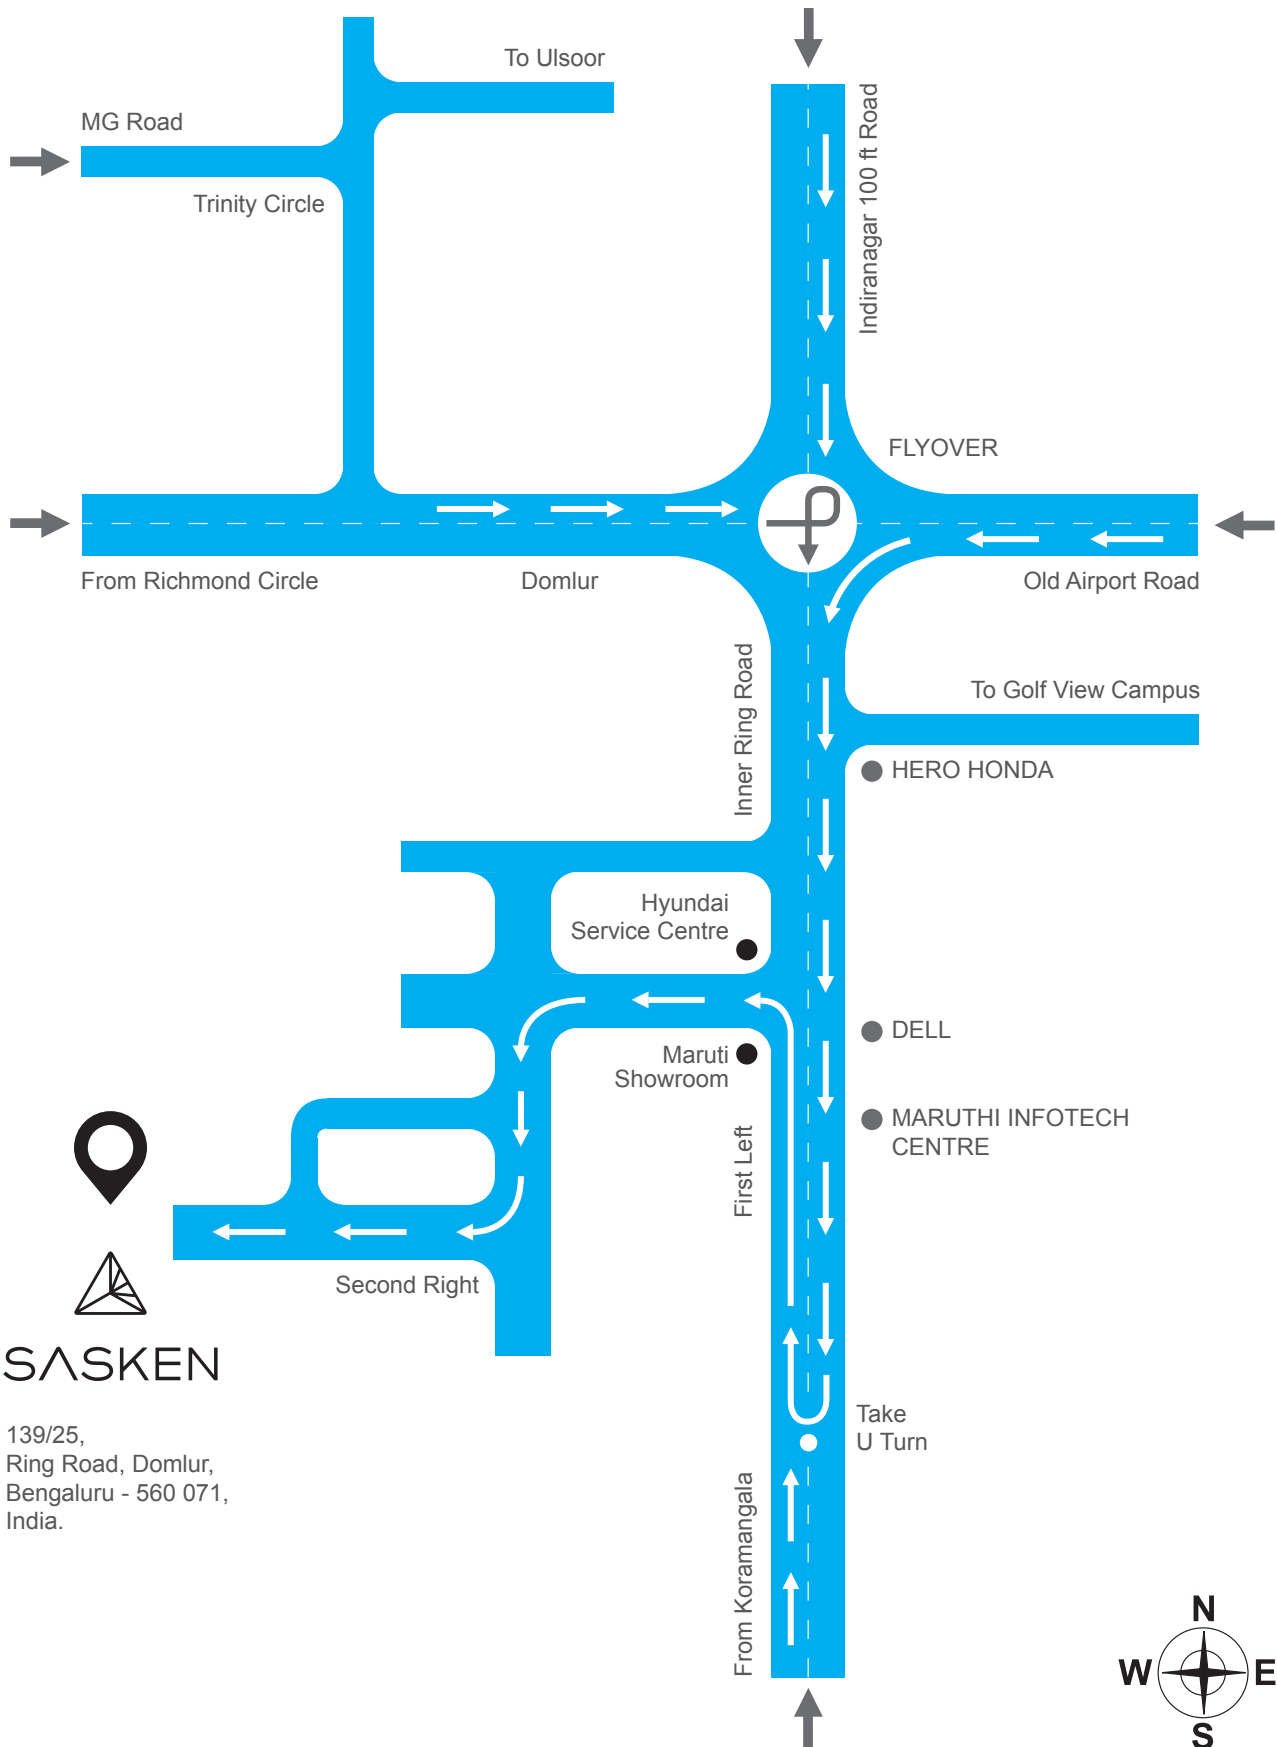 To Ulsoor
MG Road
Trinity Circle
Indiranagar 100 ft Road
FLYOVER
From Richmond Circle
Domlur
Old Airport Road
Inner Ring Road
To Golf View Campus
HERO HONDA
Hyundai
Service Centre
DELL
Maruti
Showroom
MARUTHI INFOTECH
CENTRE
First Left
Second Right
SASKEN
139/25,
Ring Road, Domlur,
Bengaluru - 560 071,
India.
Take
U Turn
From Koramangala
N
W
E
S